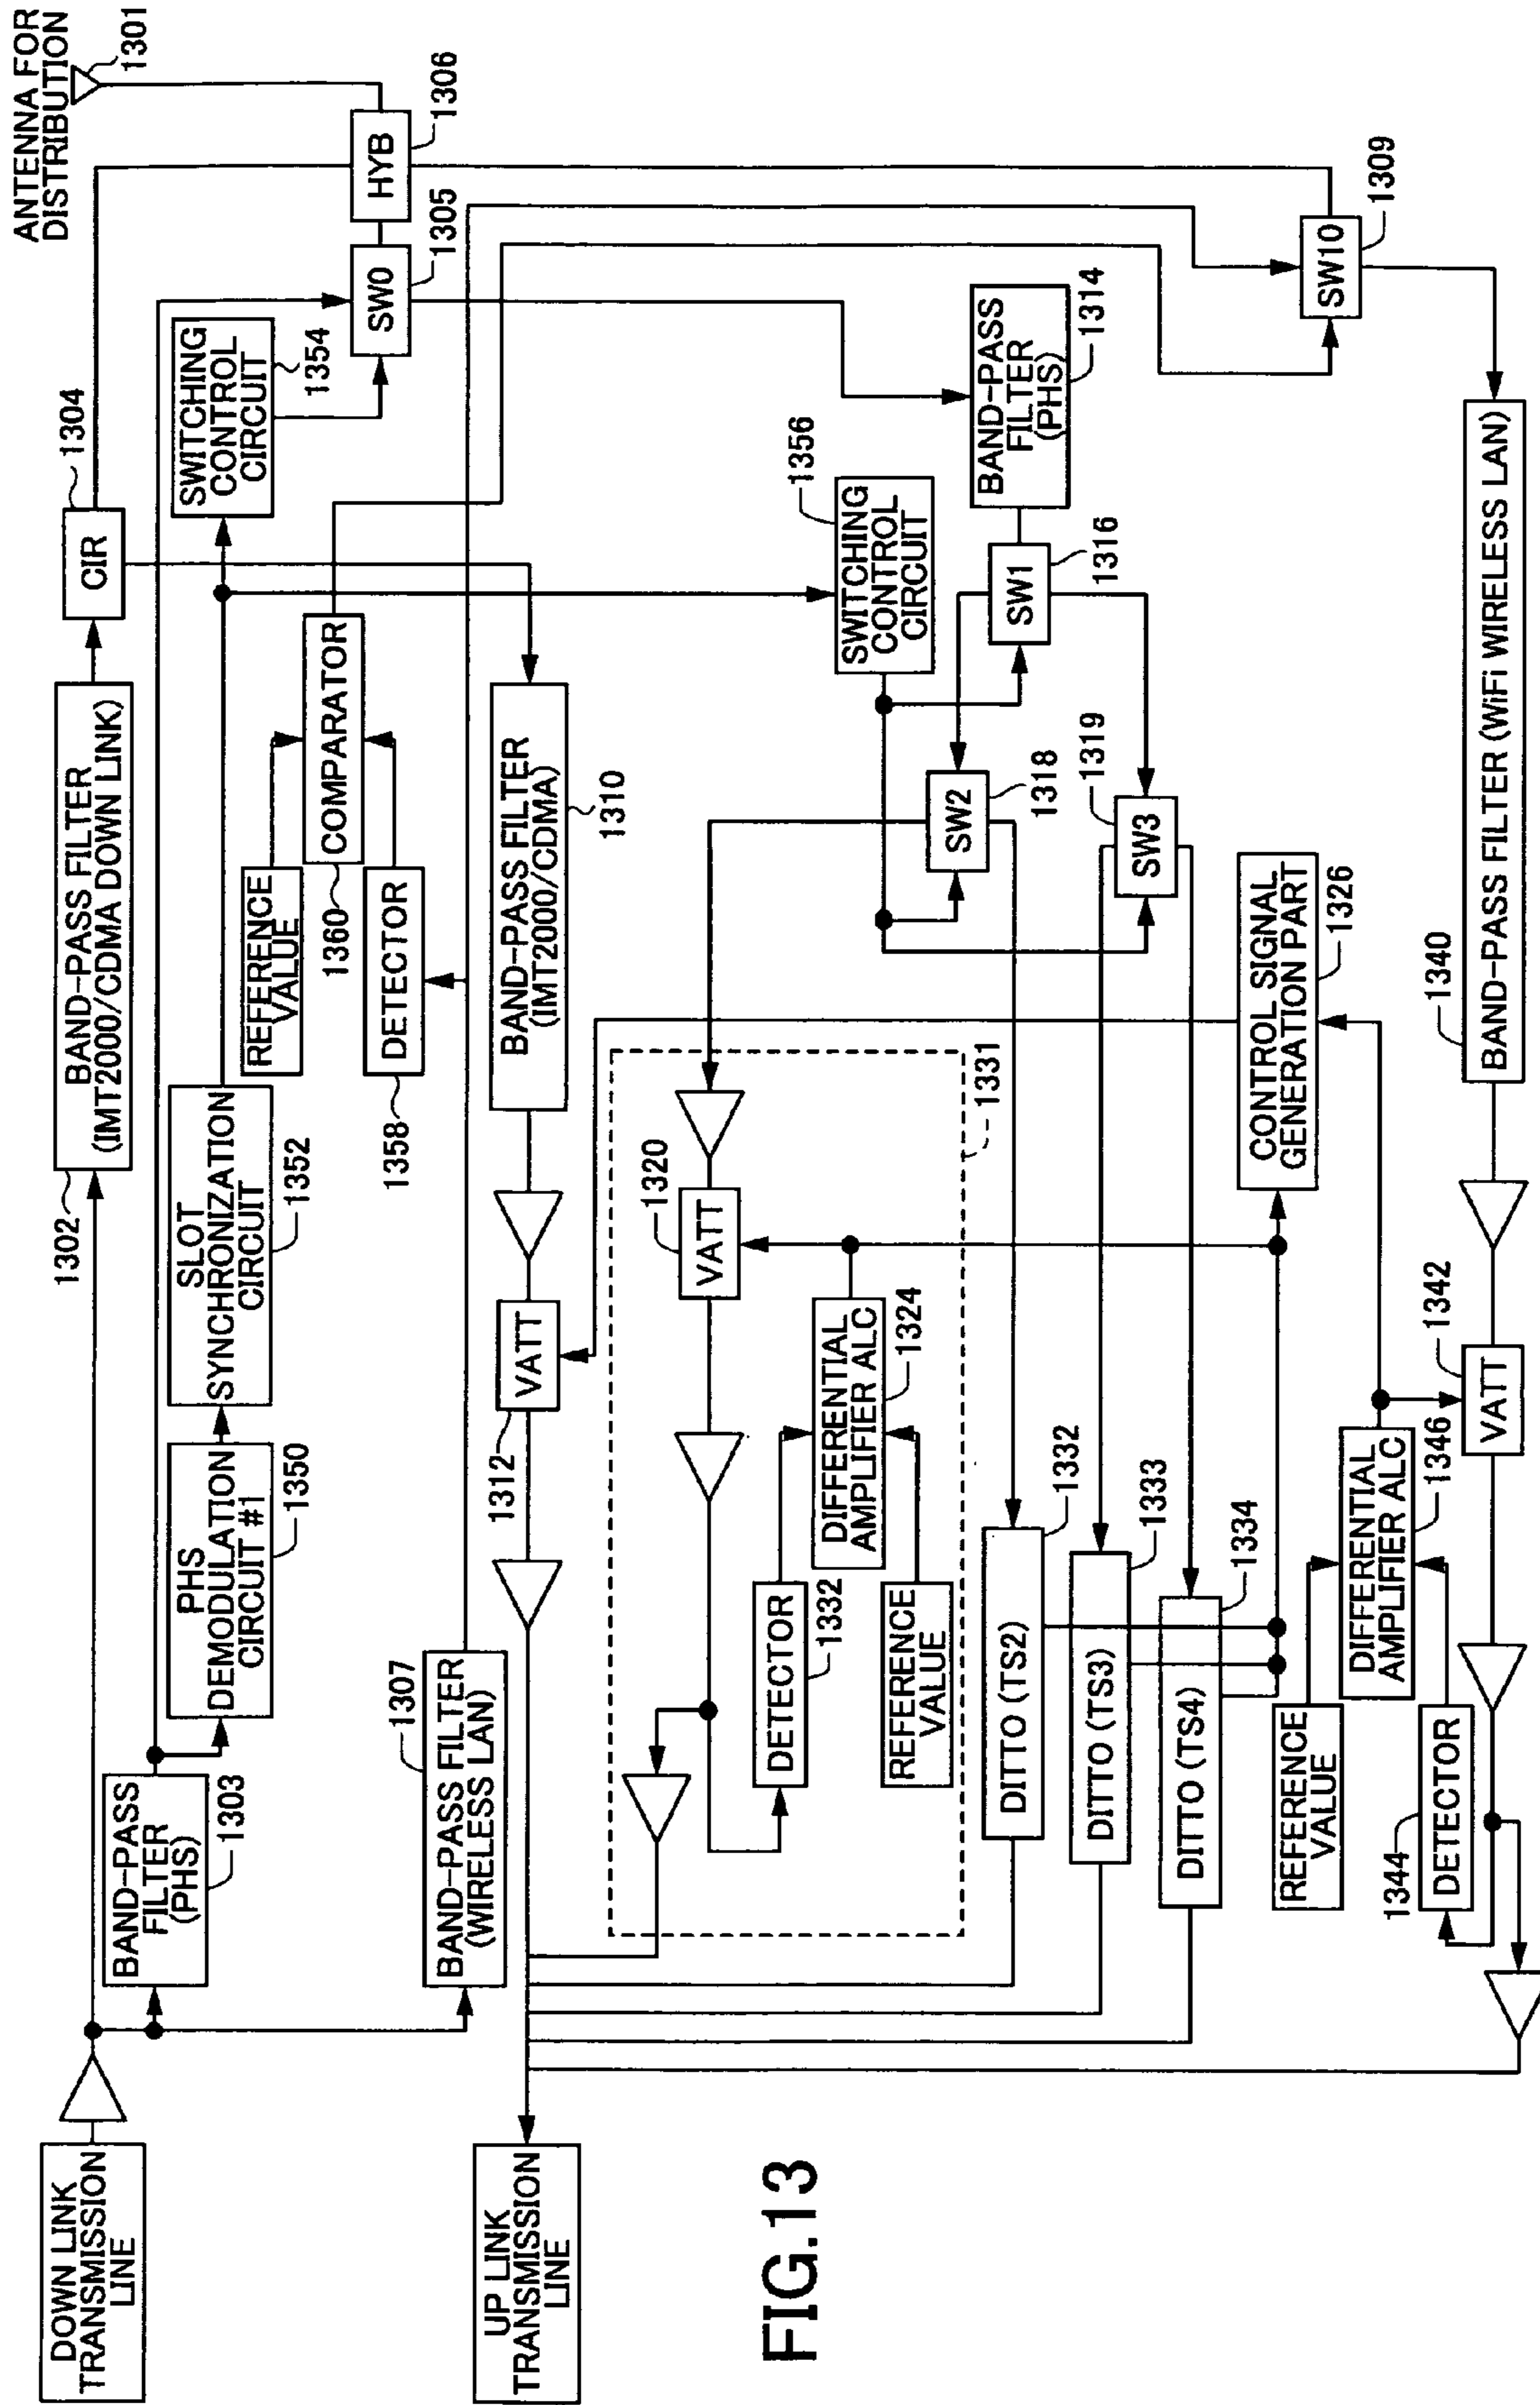 ANTENNA FOR
DISTRIBUTION
1301
DOWN LINK
TRANSMISSION
LINE
1302
BAND-PASS FILTER
(IMT2000/CDMA DOWN LINK)
CIR
1304
BAND-PASS
FILTER
(PHS)
1303
PHS
DEMODULATION
CIRCUIT #1
1350
SLOT
SYNCHRONIZATION
CIRCUIT
1352
SWITCHING
CONTROL
CIRCUIT
1354
SW0
1305
HYB
1306
REFERENCE
VALUE
COMPARATOR
1360
DETECTOR
1358
1307
BAND-PASS FILTER
(WIRELESS LAN)
UP LINK
TRANSMISSION
LINE
VATT
1312
BAND-PASS FILTER
(IMT2000/CDMA)
1310
SWITCHING
CONTROL
CIRCUIT
1356
BAND-PASS
FILTER
(PHS)
1314
SW1
1316
SW2
1318
SW3
1319
SW10
1309
1331
VATT
1320
DIFFERENTIAL
AMPLIFIER ALC
1324
DETECTOR
1332
REFERENCE
VALUE
DITTO (TS2)
1332
DITTO (TS3)
1333
DITTO (TS4)
1334
CONTROL SIGNAL
GENERATION PART
1326
REFERENCE
VALUE
DIFFERENTIAL
AMPLIFIER ALC
1346
DETECTOR
1344
VATT
1342
1340
BAND-PASS FILTER (WiFi WIRELESS LAN)
FIG.13